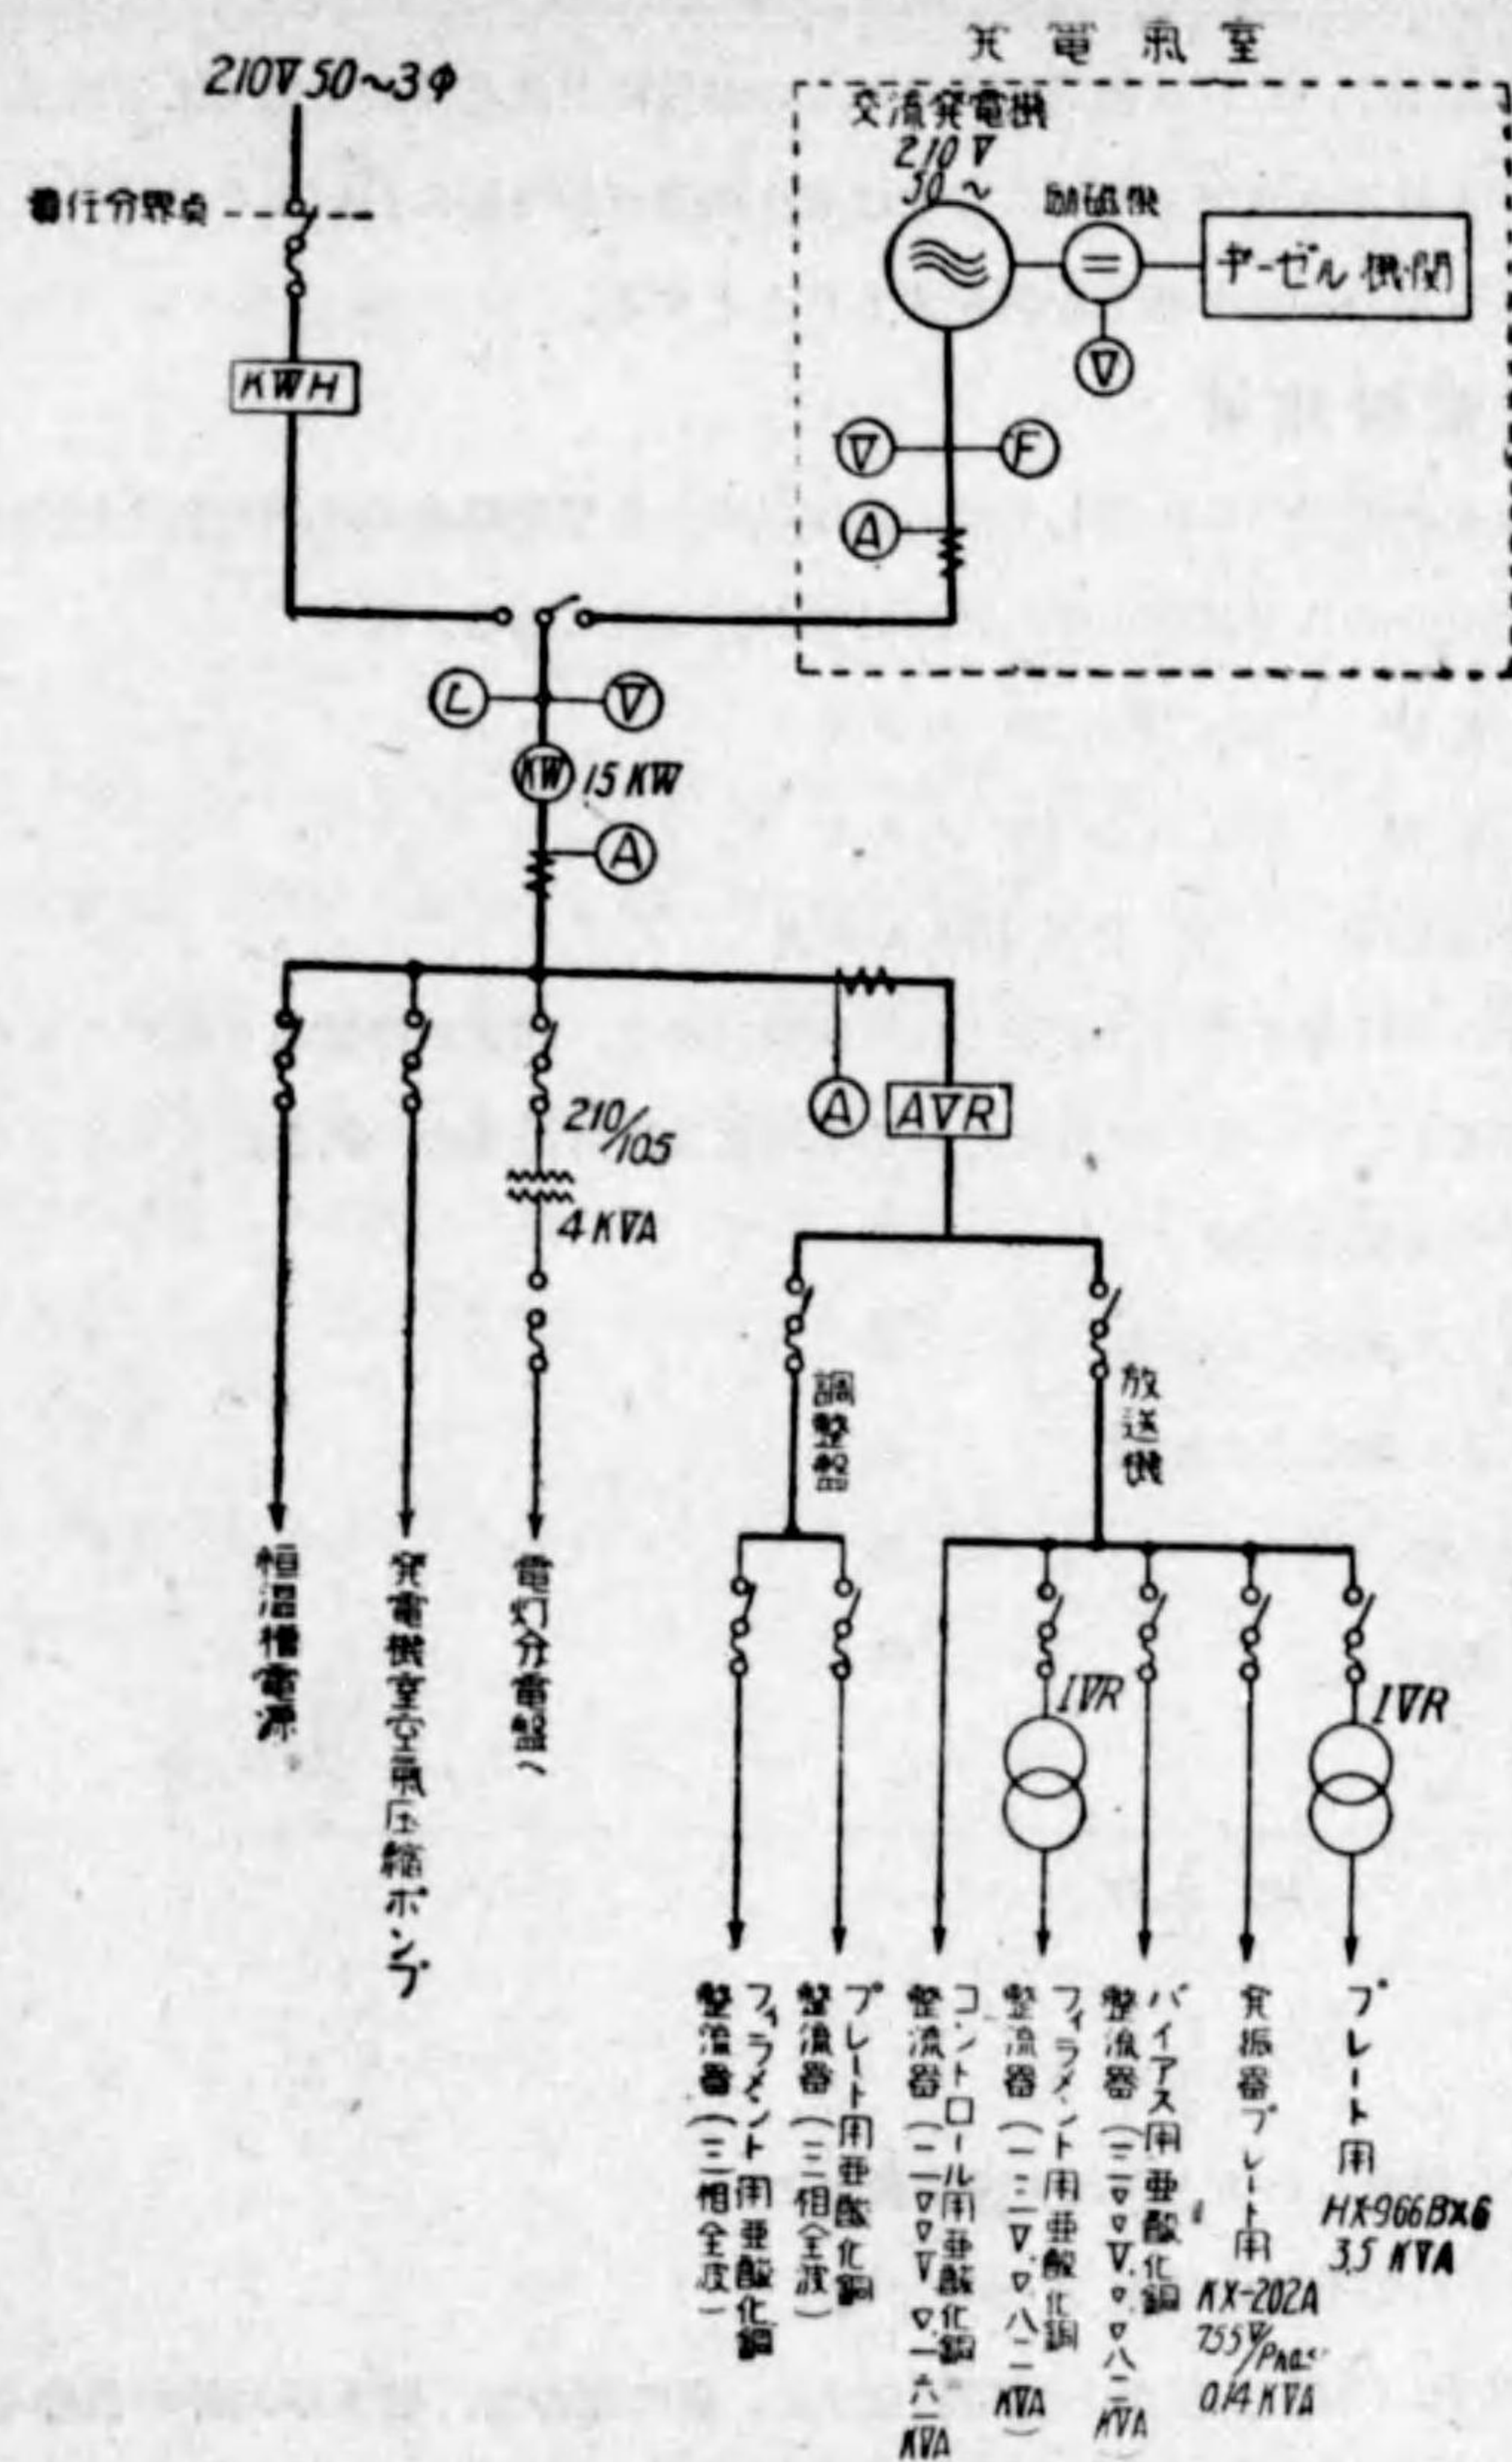 発電氣室
210V 50~3φ
交流発電機
210V
50~
励磁機
ヂーゼル機関
責任分界点
KWH
V
V
F
A
L
V
KW
15KW
A
210/105
4KVA
A
AVR
調整盤
放送機
IVR
IVR
恒温槽電源
発電機室空氣圧縮ポンプ
電灯分電盤へ
フィラメント用亜酸化銅
整流器(三相全波)
プレート用亜酸化銅
整流器(三相全波)
コントロール用亜酸化銅
整流器
KVA
フィラメント用亜酸化銅
整流器
KVA
バイアス用亜酸化銅
整流器
KVA
発振器プレート用
KX-202A
755V/Phas
0.14KVA
プレート用
HX-966B×6
3.5KVA